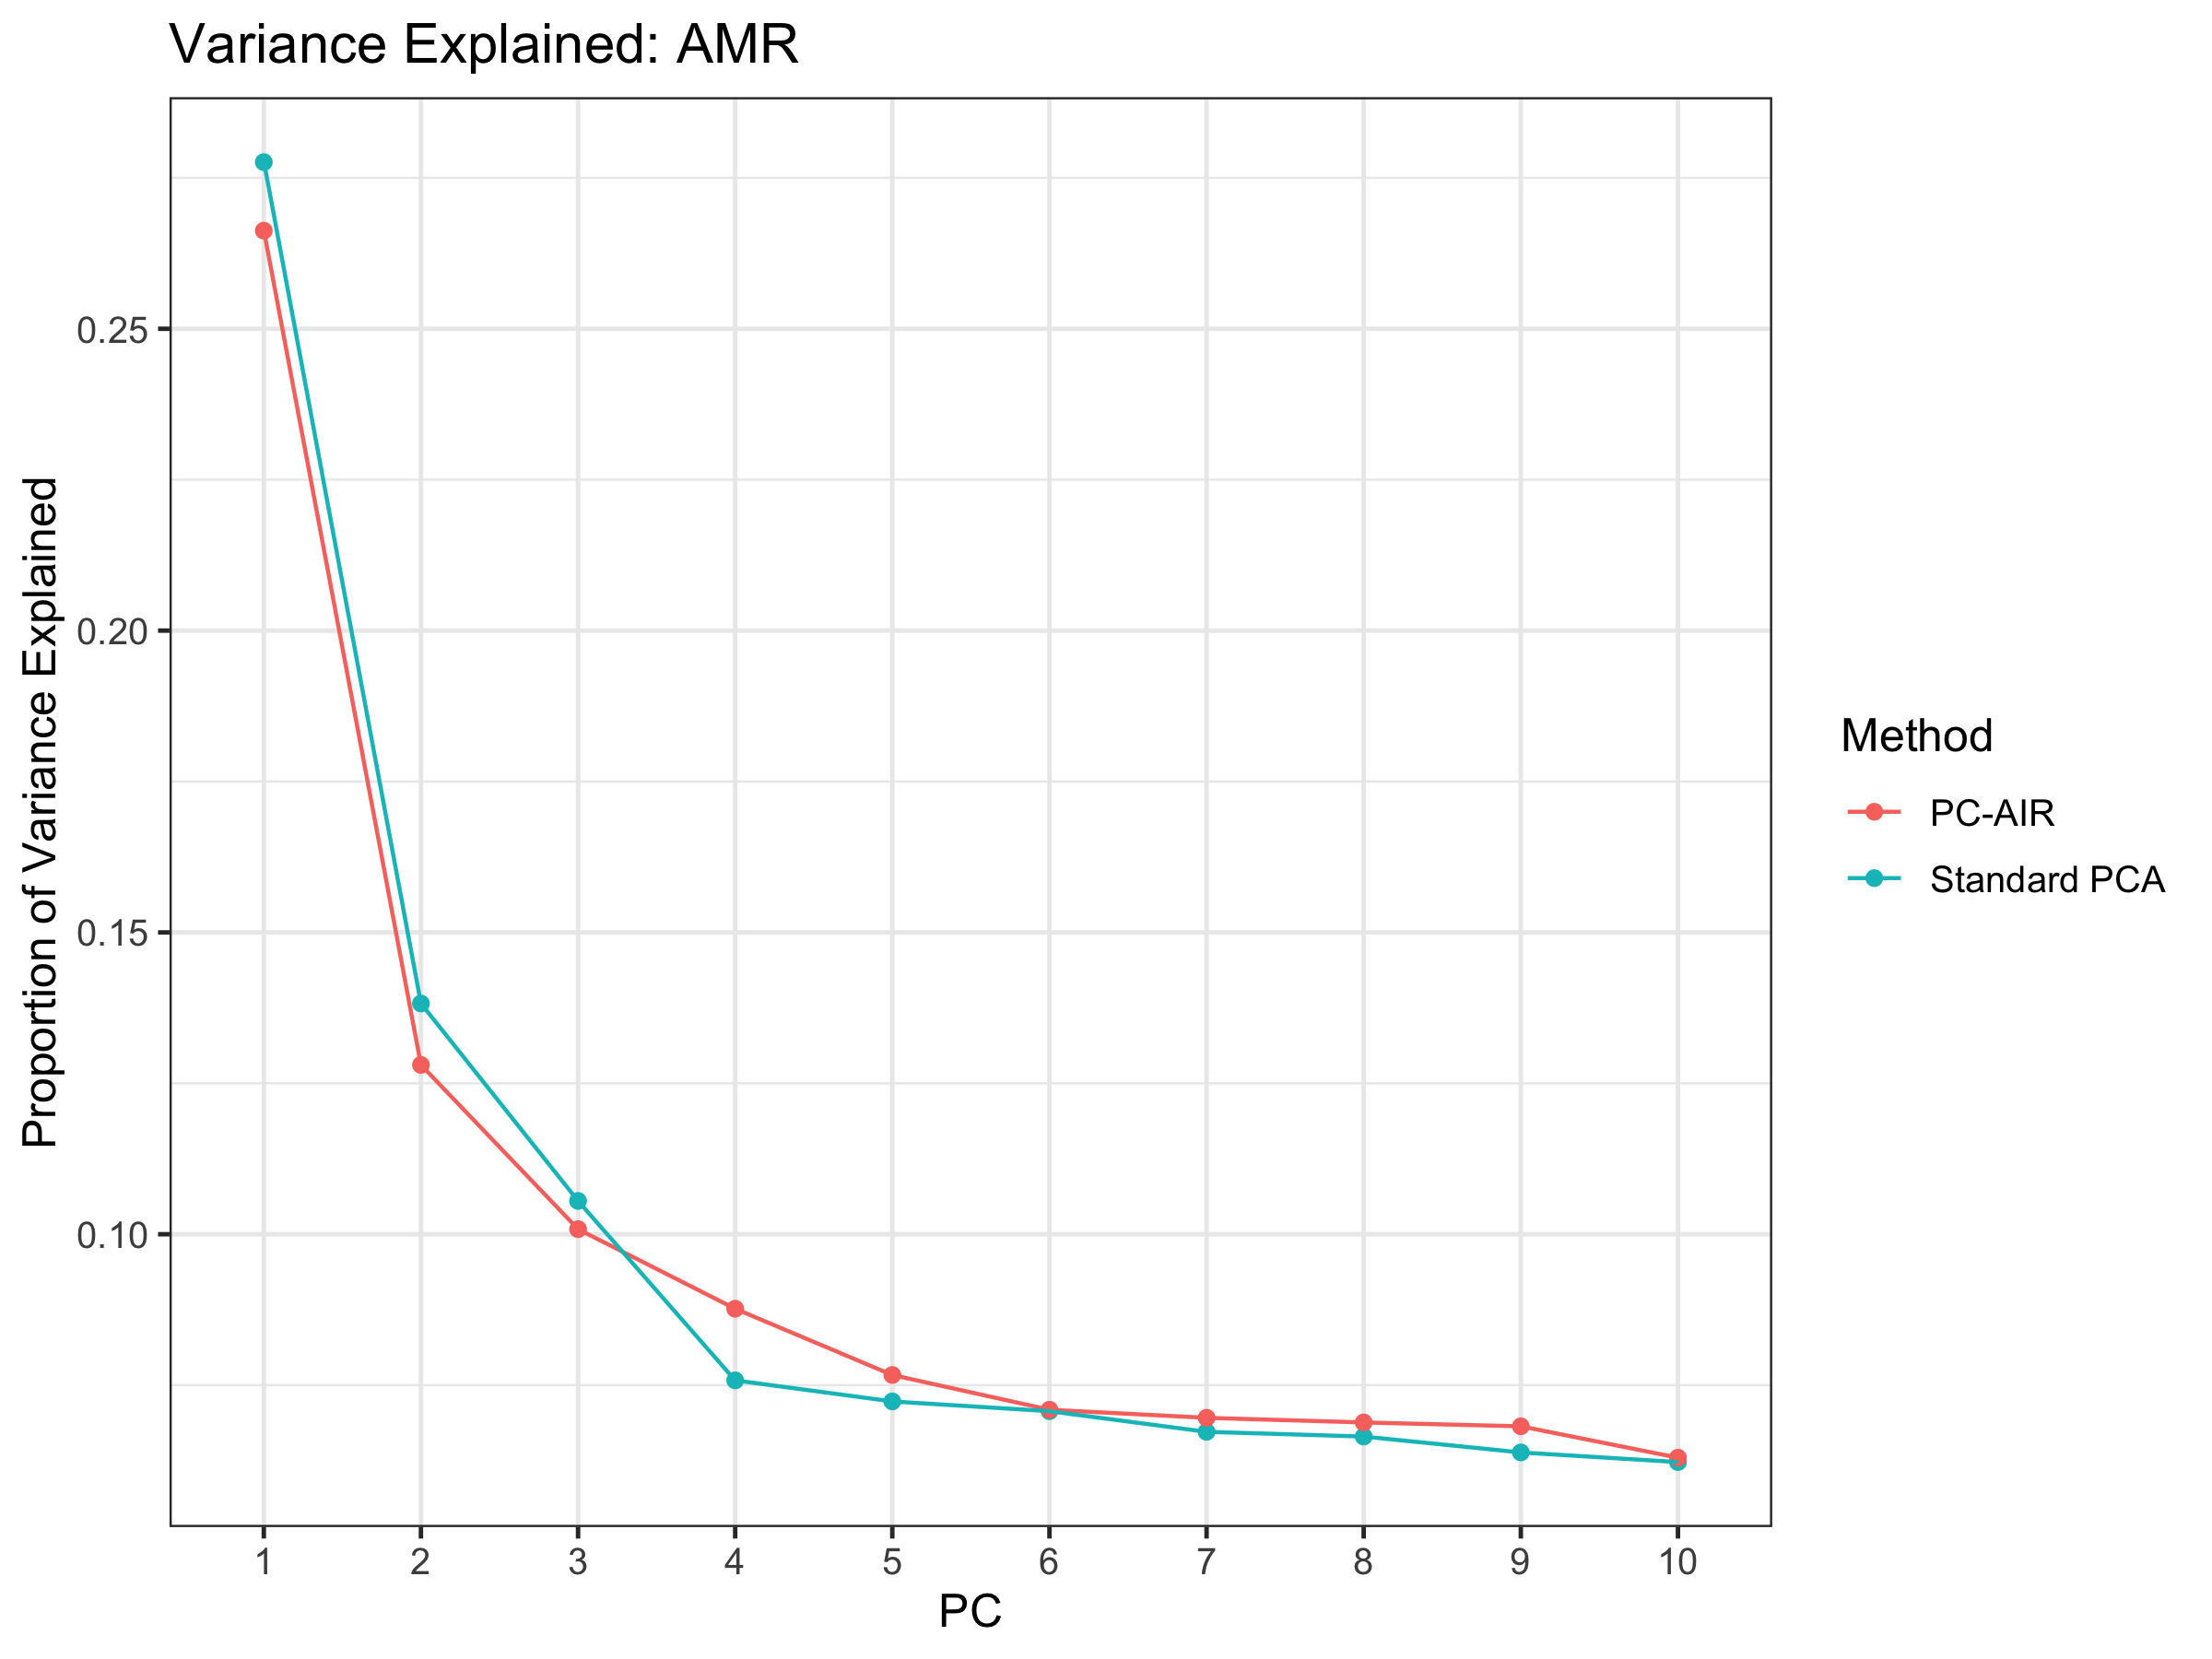 Variance Explained: AMR
Proportion of Variance Explained
0.25
0.20
0.15
0.10
1 2 3 4 5 6 7 8 9 10
PC
Method
PC-AIR
Standard PCA